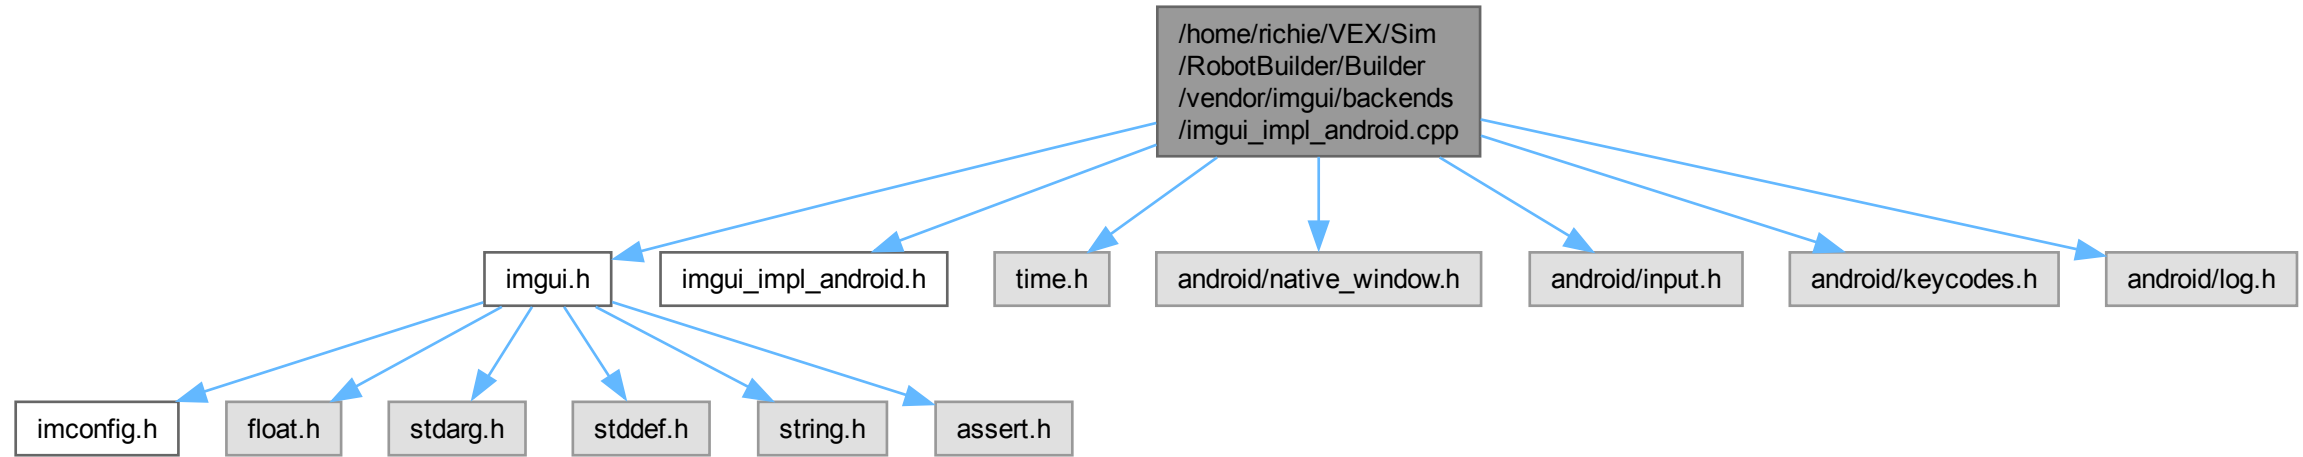 /home/richie/VEX/Sim
/RobotBuilder/Builder
/vendor/imgui/backends
/imgui_impl_android.cpp
imgui.h
imgui_impl_android.h
time.h
android/native_window.h
android/input.h
android/keycodes.h
android/log.h
imconfig.h
float.h
stdarg.h
stddef.h
string.h
assert.h